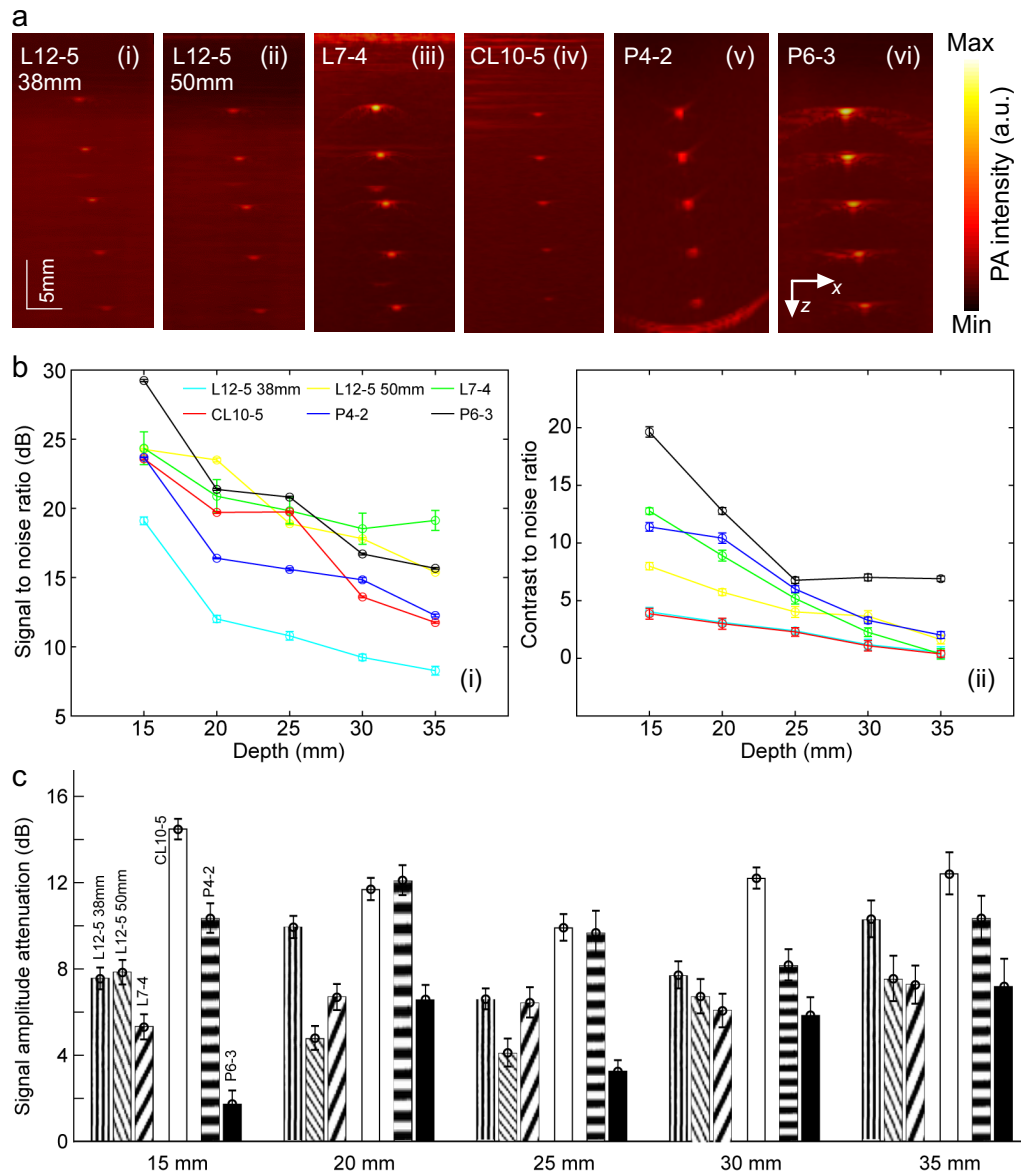 a
L12-5 38mm (i)
L12-5 50mm (ii)
L7-4 (iii)
CL10-5 (iv)
P4-2 (v)
P6-3 (vi)
5mm
x
z
Max
PA intensity (a.u.)
Min
b
30
25
20
15
10
5
Signal to noise ratio (dB)
L12-5 38mm
L12-5 50mm
L7-4
CL10-5
P4-2
P6-3
(i)
15 20 25 30 35
Depth (mm)
20
15
10
5
0
Contrast to noise ratio
(ii)
15 20 25 30 35
Depth (mm)
c
16
12
8
4
0
Signal amplitude attenuation (dB)
L12-5 38mm
L12-5 50mm
L7-4
CL10-5
P4-2
P6-3
15 mm
20 mm
25 mm
30 mm
35 mm